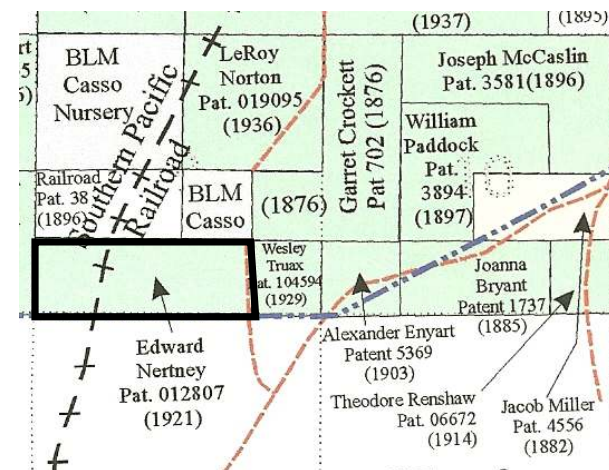 (1937)
(1895)
BLM
Casso
Nursery
LeRoy
Norton
Pat. 019095
(1936)
Southern Pacific
Railroad
Garret Crockett
Pat 702 (1876)
Joseph McCaslin
Pat. 3581(1896)
William
Paddock
Pat.
3894
(1897)
10
Railroad
Pat. 38
(1896)
BLM
Casso
(1876)
Wesley
Truax
at. 104594
(1929)
Joanna
Bryant
Patent 1737
(1885)
Edward
Nertney
Pat. 012807
(1921)
Alexander Enyart
Patent 5369
(1903)
Theodore Renshaw
Pat. 06672
(1914)
Jacob Miller
Pat. 4556
(1882)